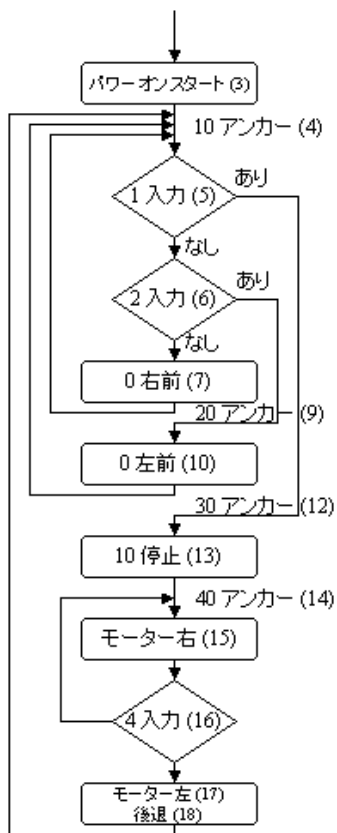 パワーオンスタート (3)
10 アンカー (4)
あり
1 入力 (5)
なし
あり
2 入力 (6)
なし
0 右前 (7)
20 アンカー (9)
0 左前 (10)
30 アンカー (12)
10 停止 (13)
40 アンカー (14)
モーター右 (15)
4 入力 (16)
モーター左 (17)
後退 (18)